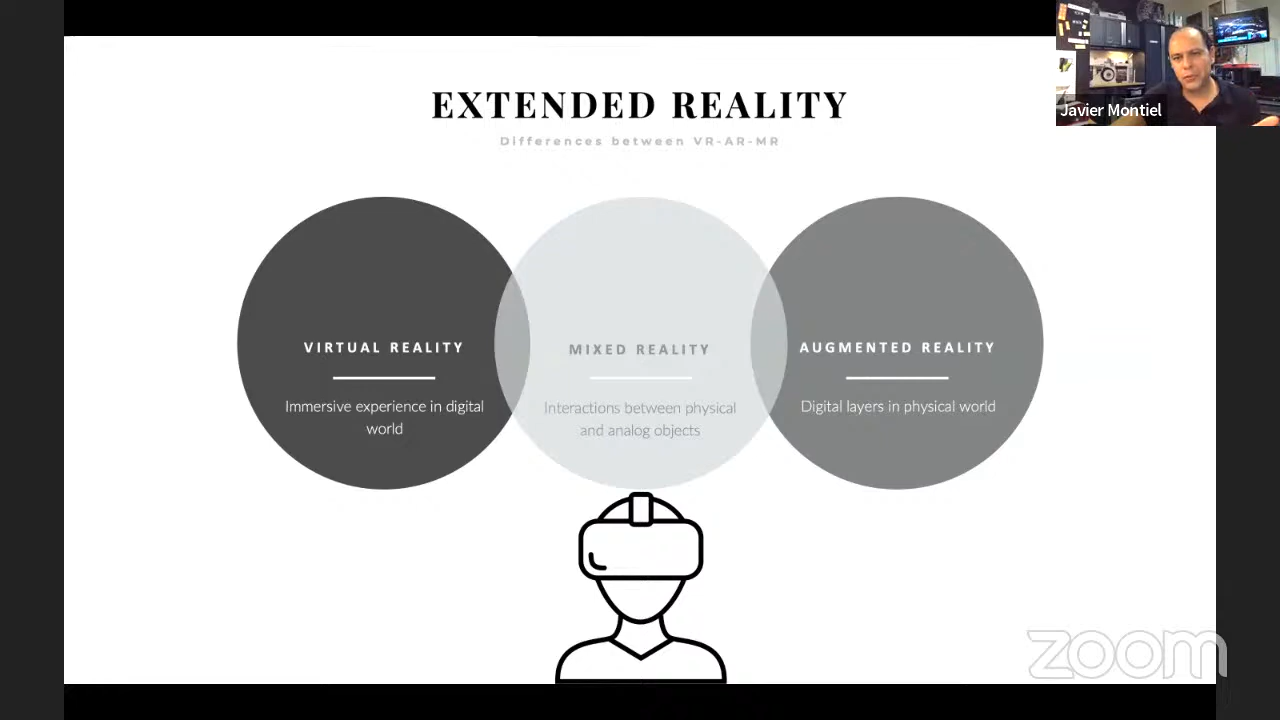 EXTENDED REALITY
Differences between VR-AR-MR
Javier Montiel
VIRTUAL REALITY
Immersive experience in digital
world
MIXED REALITY
Interactions between physical
and analog objects
AUGMENTED REALITY
Digital layers in physical world
zoom